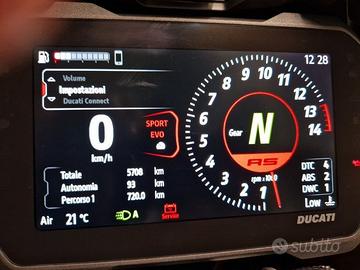 12 28
Volume
Impostazioni
Ducati Connect
0
km/h
SPORT
EVO
Gear
N
RS
rpm x 1000
1
2
3
4
5
6
7
8
9
10
11
12
13
14
Totale 5708 km
Autonomia 93 km
Percorso 1 720.0 km
DTC 4
ABS 2
DWC 1
EBC Low
Air 21 °C
A
Service
DUCATI
subito